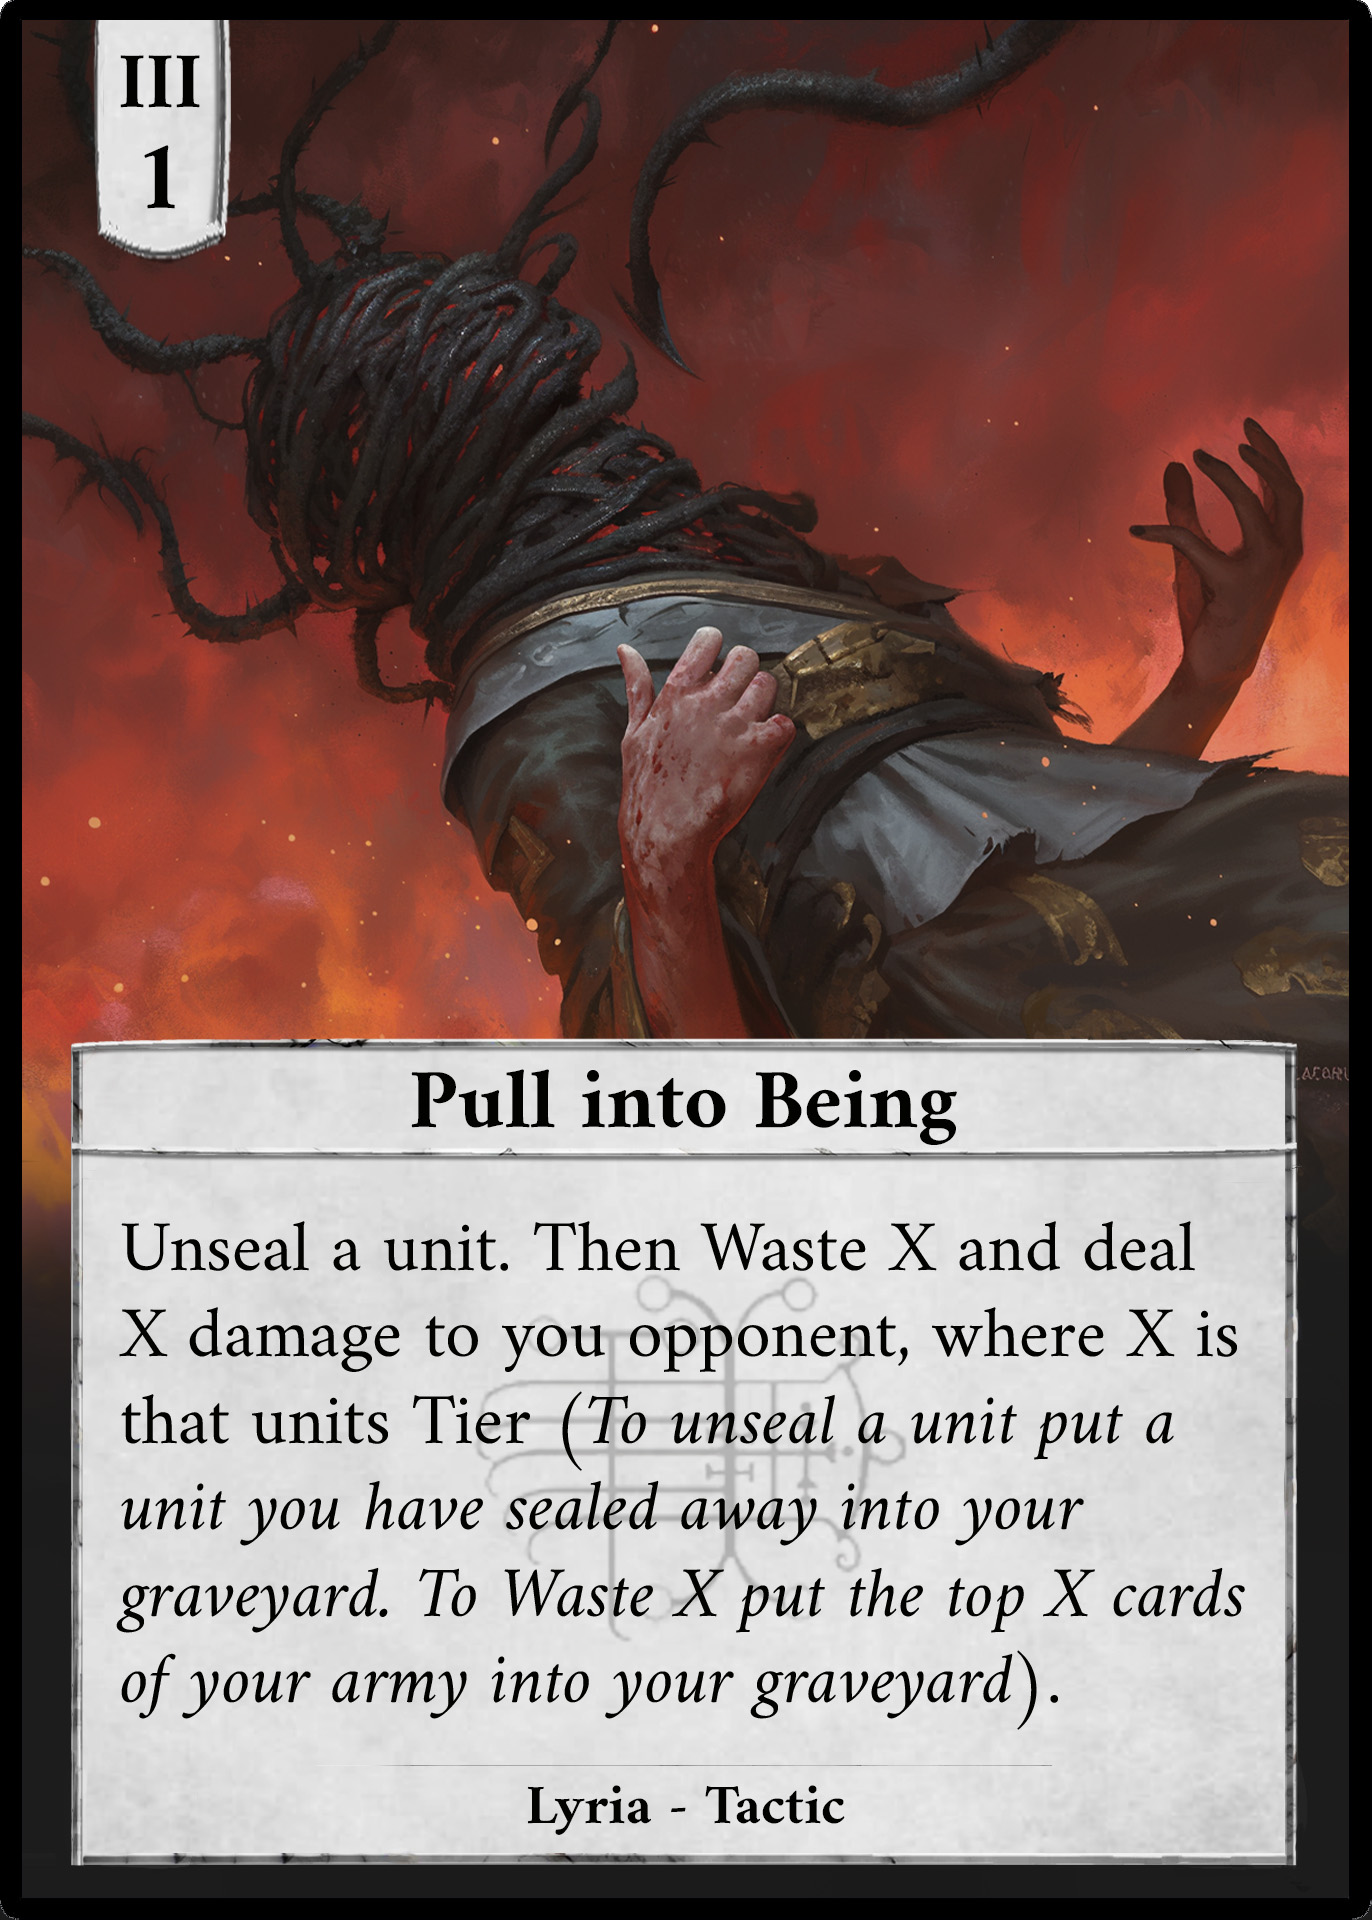 III
1
Pull into Being
Unseal a unit. Then Waste X and deal
X damage to you opponent, where X is
that units Tier (To unseal a unit put a
unit you have sealed away into your
graveyard. To Waste X put the top X cards
of your army into your graveyard).
Lyria - Tactic